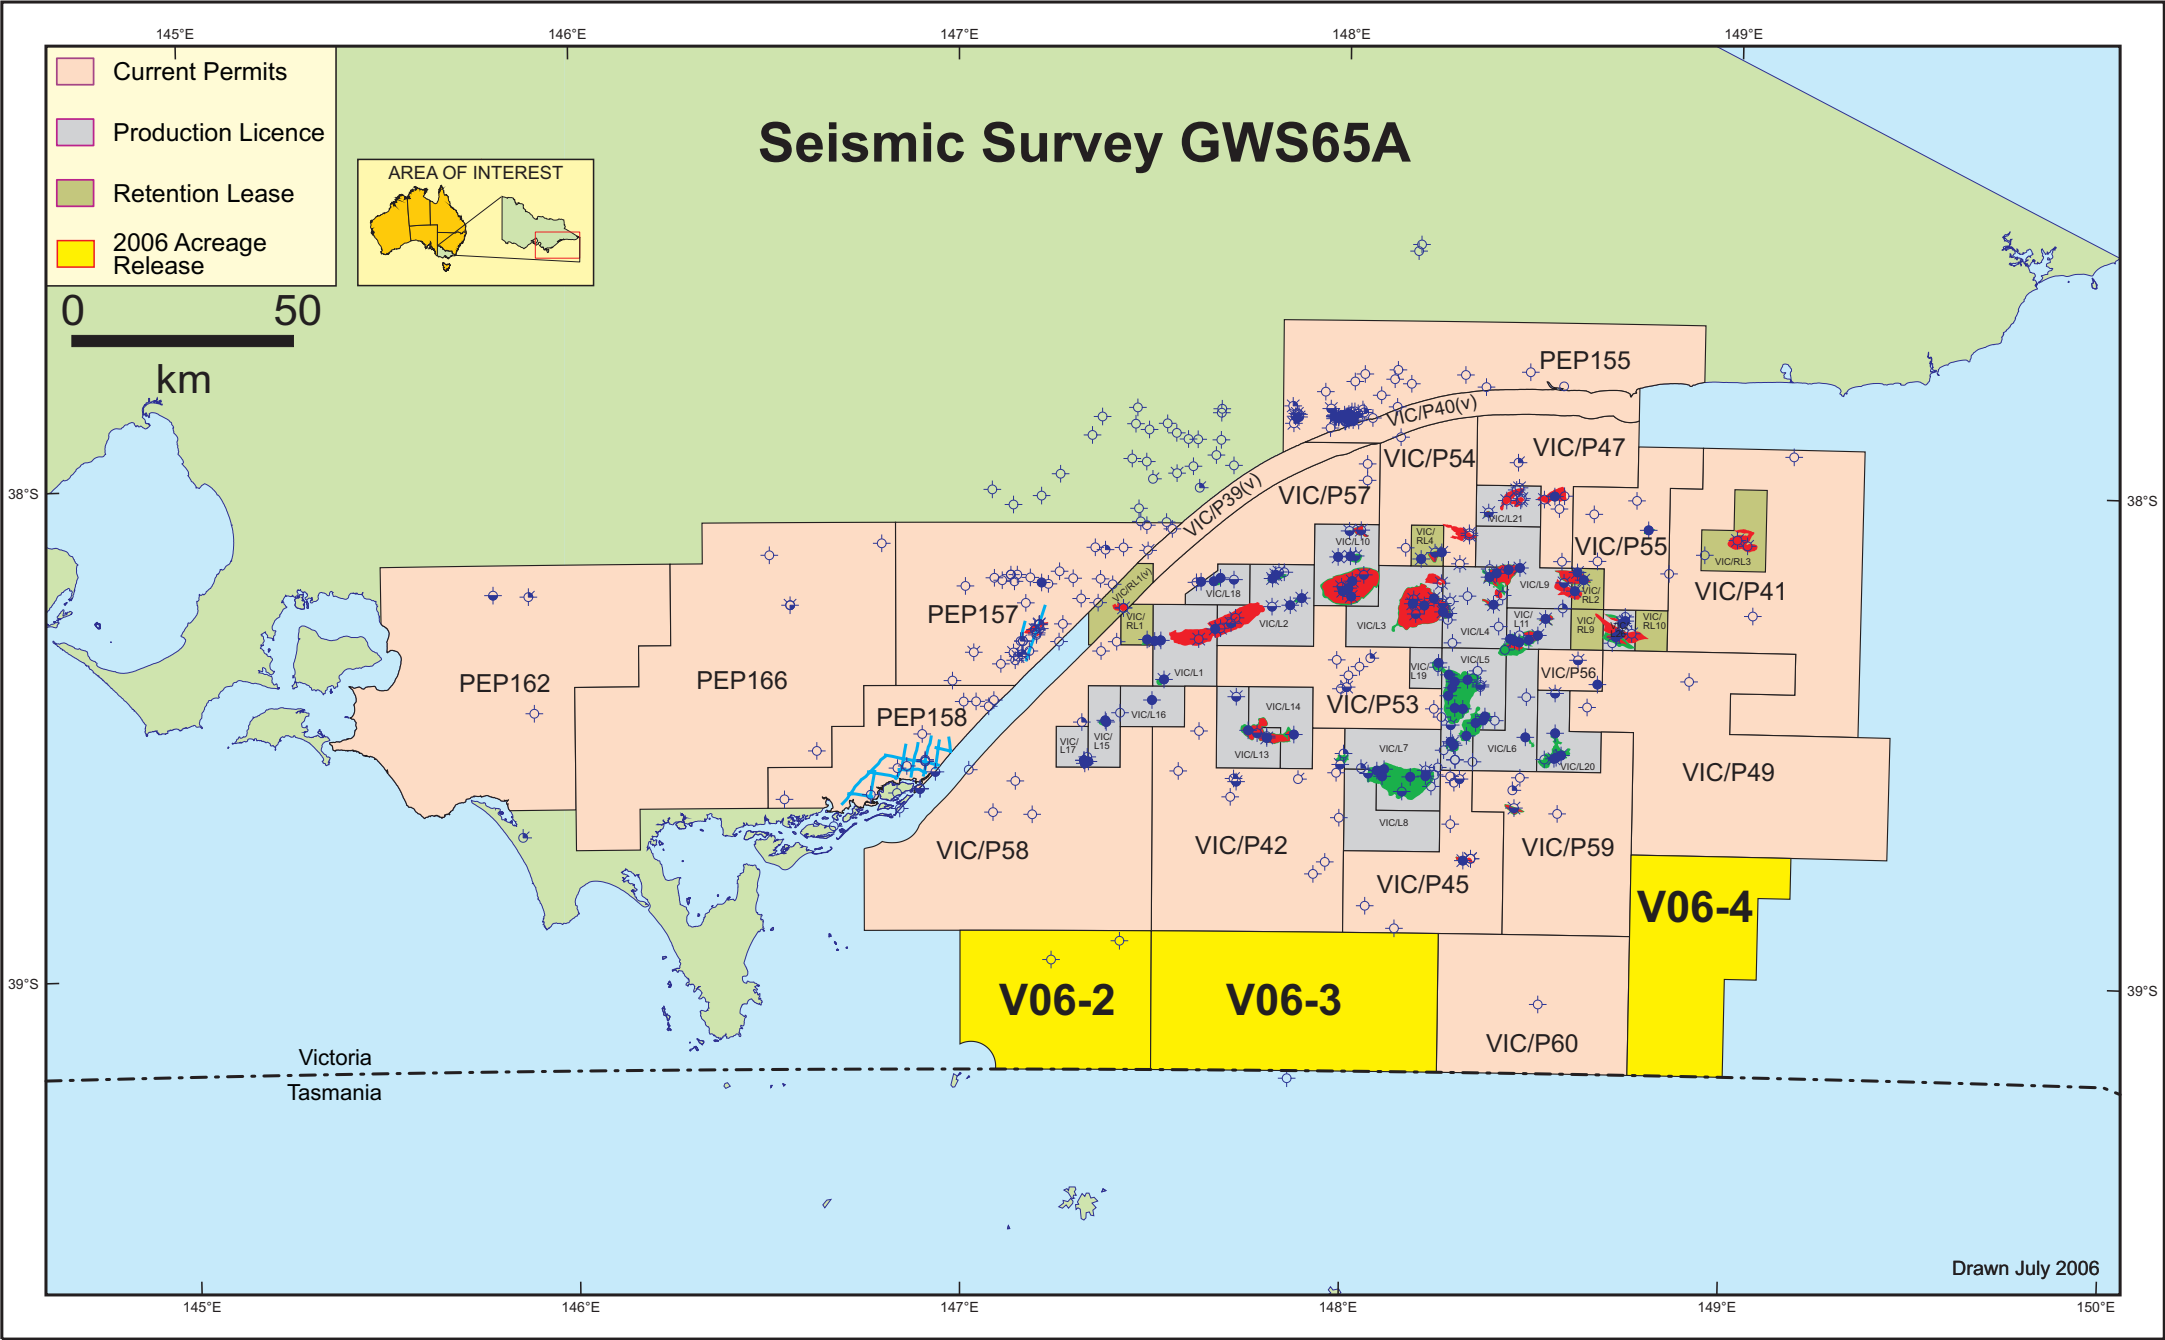 145°E
146°E
147°E
148°E
149°E
Current Permits
Production Licence
Retention Lease
2006 Acreage
Release
Seismic Survey GWS65A
AREA OF INTEREST
0 50
km
PEP155
VIC/P40(v)
VIC/P47
VIC/P54
VIC/P57
VIC/P39(v)
38°S
38°S
VIC/L21
VIC/L10
VIC/
RL4
VIC/P55
VIC/RL3
VIC/P41
VIC/RL1(v)
VIC/L18
VIC/L9
VIC/
RL2
PEP157
VIC/
RL1
VIC/L2
VIC/L3
VIC/L4
VIC/
L11
VIC/
RL9
VIC/
RL10
PEP162
PEP166
VIC/L1
VIC/
L19
VIC/L5
VIC/P56
VIC/P53
PEP158
VIC/L16
VIC/L14
VIC/
L17
VIC/
L15
VIC/L13
VIC/L7
VIC/L6
VIC/L20
VIC/P49
VIC/L8
VIC/P58
VIC/P42
VIC/P59
VIC/P45
V06-4
V06-2
V06-3
39°S
39°S
VIC/P60
Victoria
Tasmania
Drawn July 2006
145°E
146°E
147°E
148°E
149°E
150°E